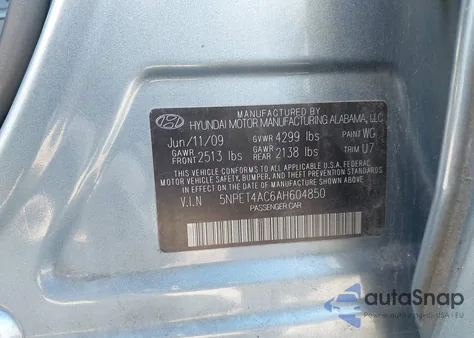 MANUFACTURED BY
HYUNDAI MOTOR MANUFACTURING ALABAMA, LLC
Jun/11/09 GVWR 4299 lbs PAINT WG
GAWR FRONT 2513 lbs GAWR REAR 2138 lbs TRIM U7
THIS VEHICLE CONFORMS TO ALL APPLICABLE U.S.A. FEDERAL
MOTOR VEHICLE SAFETY, BUMPER, AND THEFT PREVENTION
STANDARDS IN EFFECT ON THE DATE OF MANUFACTURE
SHOWN ABOVE.
V.I.N 5NPET4AC6AH604850
PASSENGER CAR
autoSnap